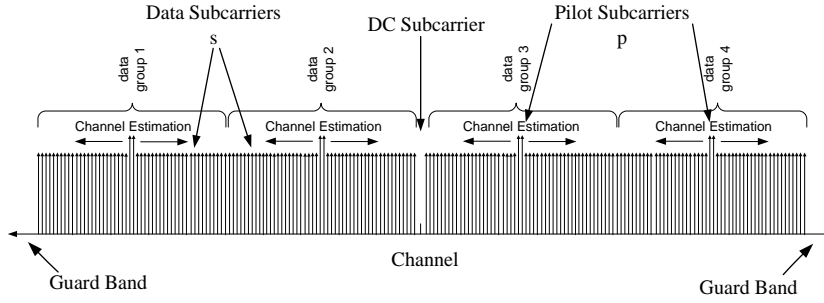 Data Subcarriers
s
DC Subcarrier
Pilot Subcarriers
p
data
group 1
data
group 2
data
group 3
data
group 4
Channel Estimation
Channel Estimation
Channel Estimation
Channel Estimation
Channel
Guard Band
Guard Band